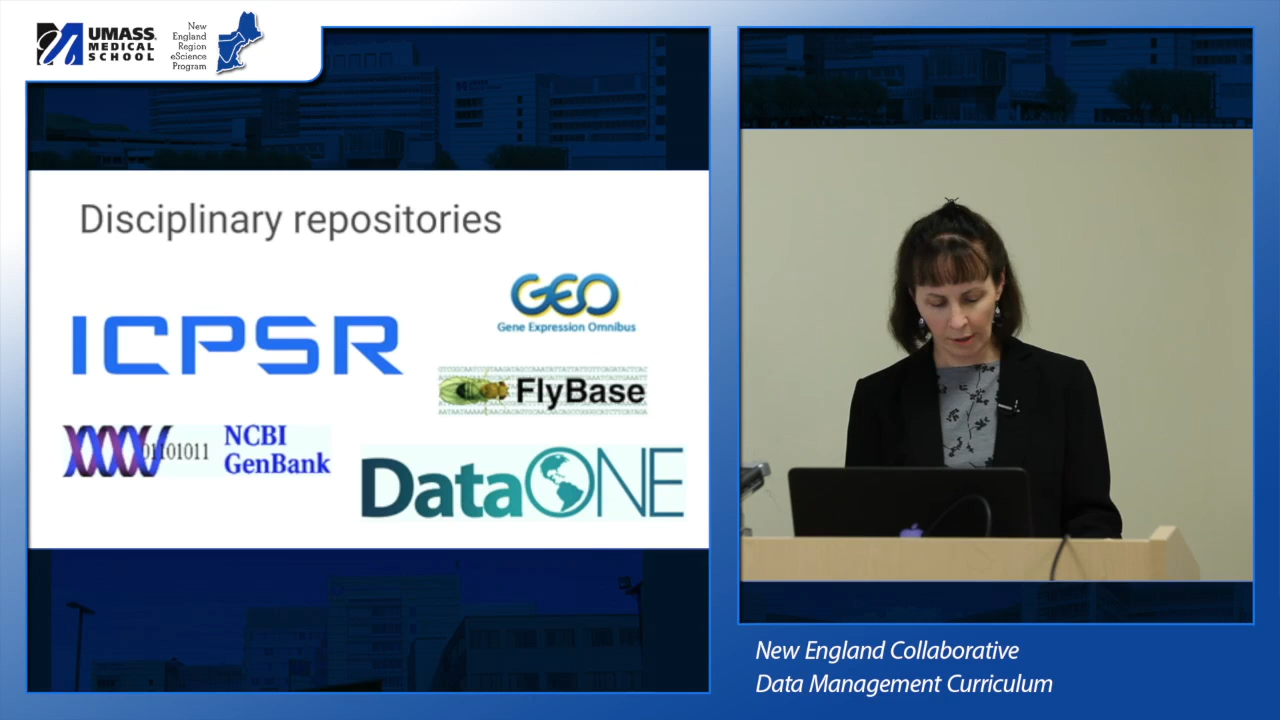 UMASS
MEDICAL
SCHOOL
New
England
Region
eScience
Program
Disciplinary repositories
GEO
Gene Expression Omnibus
ICPSR
FlyBase
01101011
NCBI
GenBank
DataONE
New England Collaborative
Data Management Curriculum